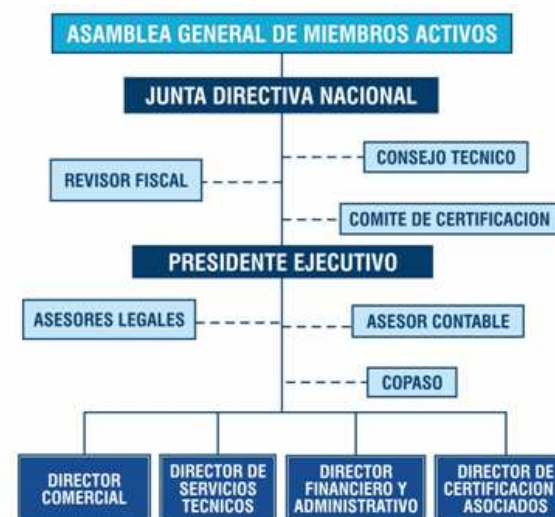 ASAMBLEA GENERAL DE MIEMBROS ACTIVOS
JUNTA DIRECTIVA NACIONAL
CONSEJO TECNICO
REVISOR FISCAL
COMITE DE CERTIFICACION
PRESIDENTE EJECUTIVO
ASESORES LEGALES
ASESOR CONTABLE
COPASO
DIRECTOR
COMERCIAL
DIRECTOR DE
SERVICIOS
TECNICOS
DIRECTOR
FINANCIERO Y
ADMINISTRATIVO
DIRECTOR DE
CERTIFICACION
ASOCIADOS